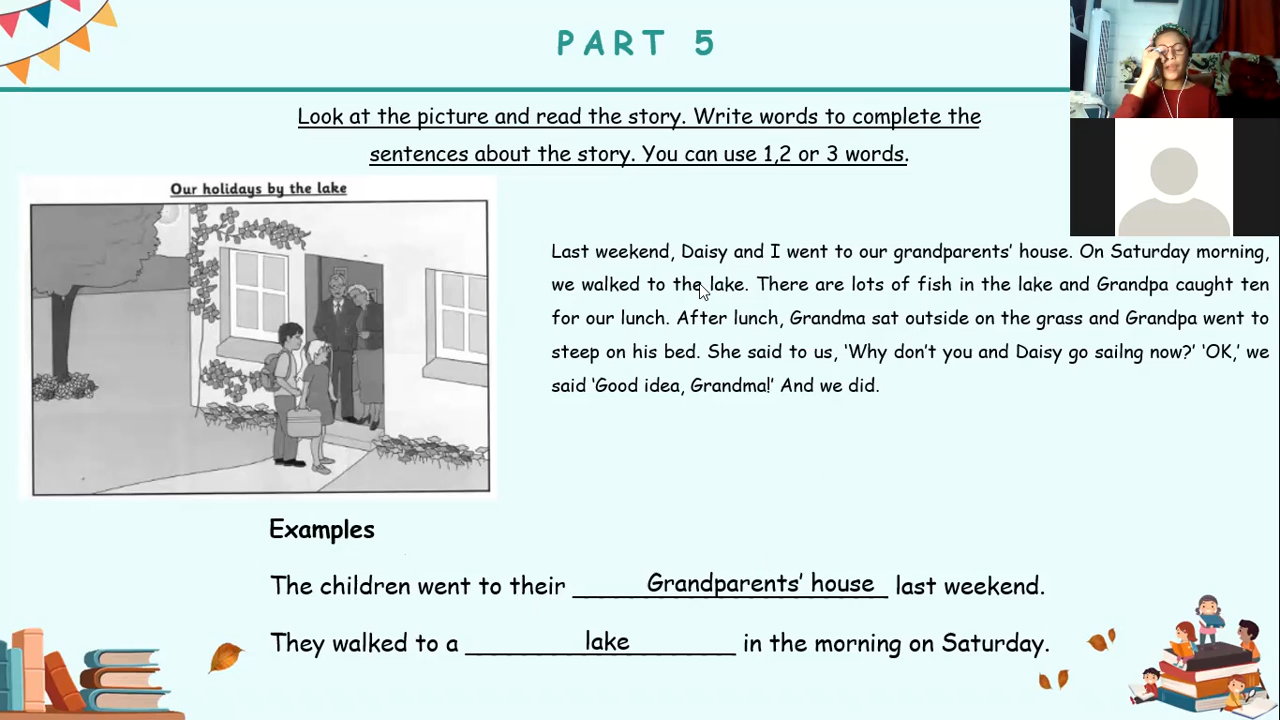 PART 5
Look at the picture and read the story. Write words to complete the
sentences about the story. You can use 1,2 or 3 words.
Our holidays by the lake
Last weekend, Daisy and I went to our grandparents’ house. On Saturday morning,
we walked to the lake. There are lots of fish in the lake and Grandpa caught ten
for our lunch. After lunch, Grandma sat outside on the grass and Grandpa went to
steep on his bed. She said to us, ‘Why don’t you and Daisy go sailng now?’ ‘OK,’ we
said ‘Good idea, Grandma!’ And we did.
Examples
The children went to their Grandparents’ house last weekend.
They walked to a lake in the morning on Saturday.